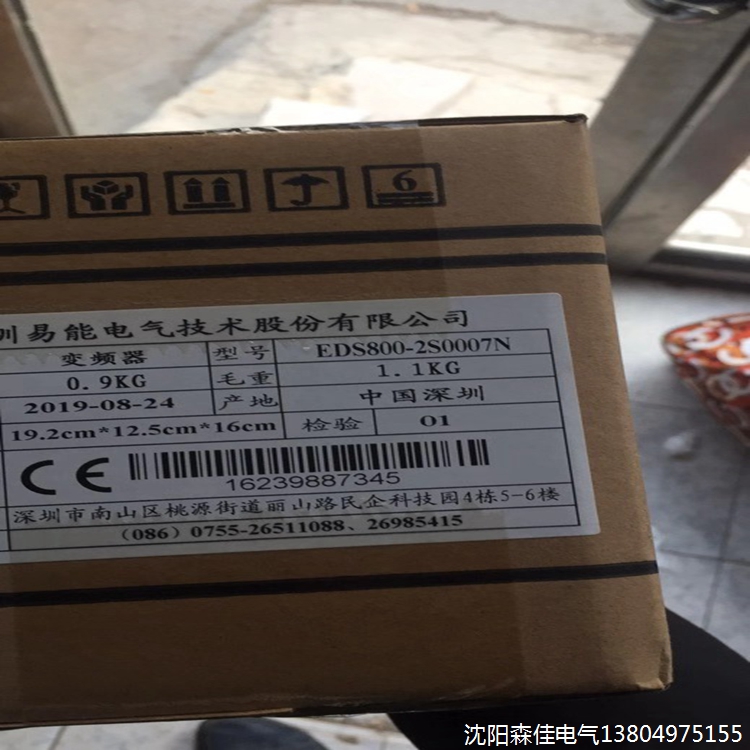 6
圳易能电气技术股份有限公司
变频器 型号 EDS800-2S0007N
0.9KG 毛重 1.1KG
2019-08-24 产地 中国深圳
19.2cm*12.5cm*16cm 检验 01
CE
16239887345
深圳市南山区桃源街道丽山路民企科技园4栋5-6楼
(086) 0755-26511088、26985415
沈阳森佳电气13804975155